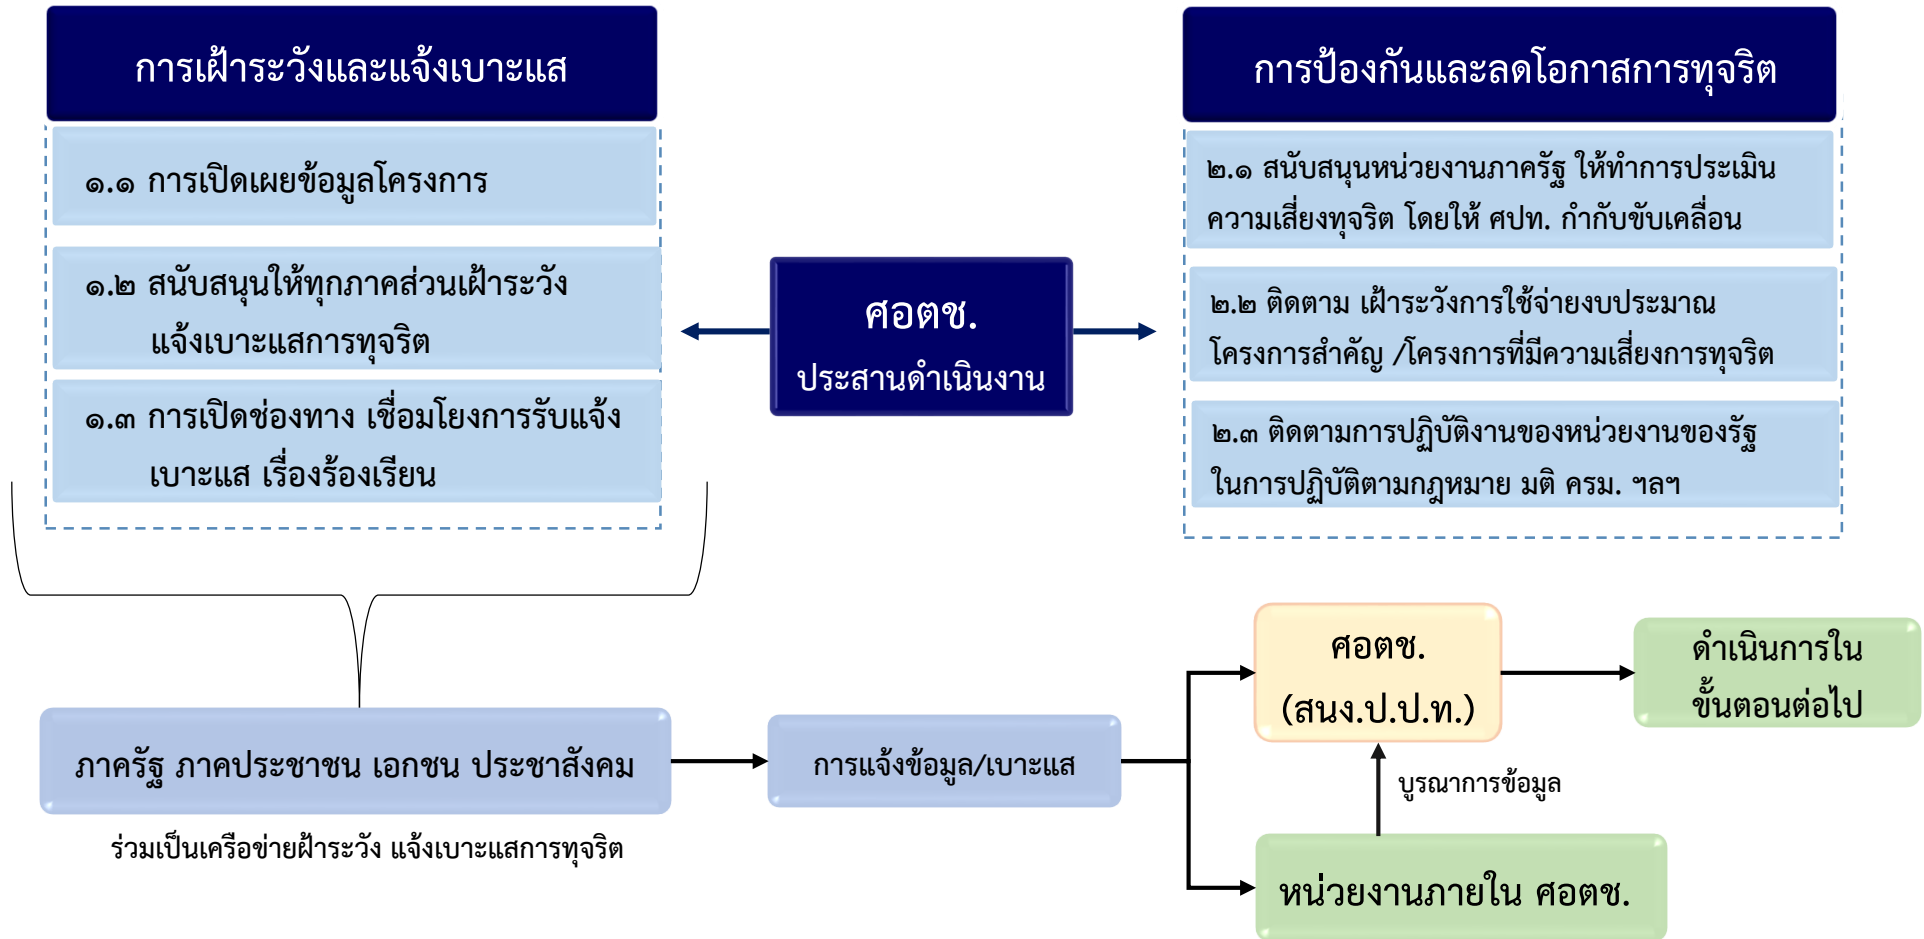 การเฝ้าระวังและแจ้งเบาะแส
๑.๑ การเปิดเผยข้อมูลโครงการ
๑.๒ สนับสนุนให้ทุกภาคส่วนเฝ้าระวัง
แจ้งเบาะแสการทุจริต
๑.๓ การเปิดช่องทาง เชื่อมโยงการรับแจ้ง
เบาะแส เรื่องร้องเรียน
ศอตช.
ประสานดำเนินงาน
การป้องกันและลดโอกาสการทุจริต
๒.๑ สนับสนุนหน่วยงานภาครัฐ ให้ทำการประเมิน
ความเสี่ยงทุจริต โดยให้ ศปท. กำกับขับเคลื่อน
๒.๒ ติดตาม เฝ้าระวังการใช้จ่ายงบประมาณ
โครงการสำคัญ /โครงการที่มีความเสี่ยงการทุจริต
๒.๓ ติดตามการปฏิบัติงานของหน่วยงานของรัฐ
ในการปฏิบัติตามกฎหมาย มติ ครม. ฯลฯ
ภาครัฐ ภาคประชาชน เอกชน ประชาสังคม
ร่วมเป็นเครือข่ายฝ้าระวัง แจ้งเบาะแสการทุจริต
การแจ้งข้อมูล/เบาะแส
ศอตช.
(สนง.ป.ป.ท.)
ดำเนินการใน
ขั้นตอนต่อไป
บูรณาการข้อมูล
หน่วยงานภายใน ศอตช.